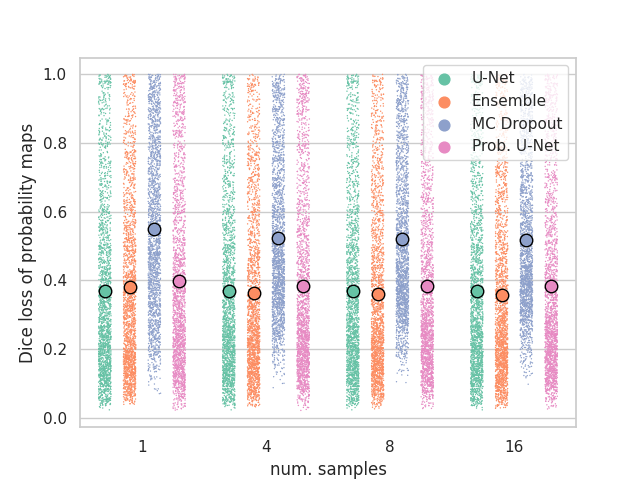 Dice loss of probability maps
1.0
0.8
0.6
0.4
0.2
0.0
U-Net
Ensemble
MC Dropout
Prob. U-Net
1 4 8 16
num. samples